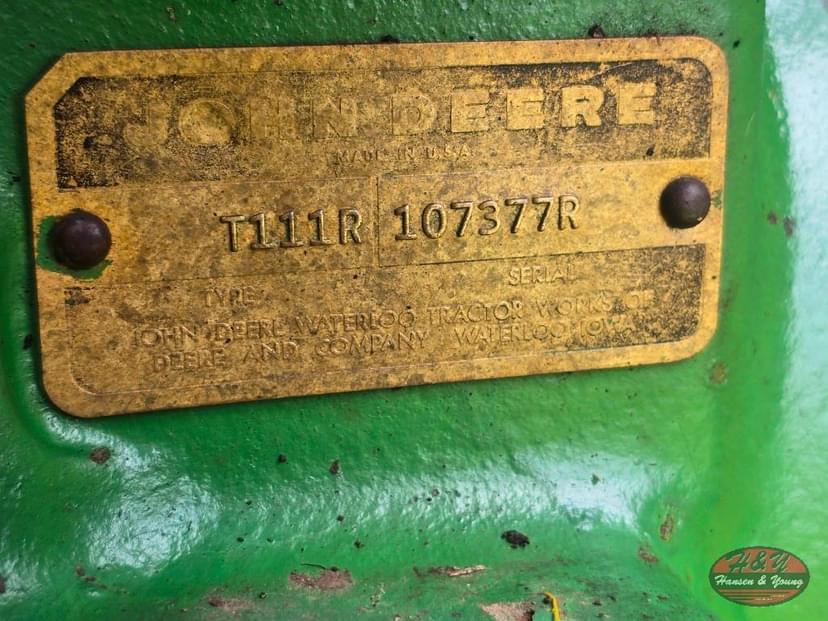 JOHN DEERE
MADE IN U.S.A.
T111R 107377R
TYPE SERIAL
JOHN DEERE WATERLOO TRACTOR WORKS OF
DEERE AND COMPANY WATERLOO, IOWA
H&Y
Hansen & Young